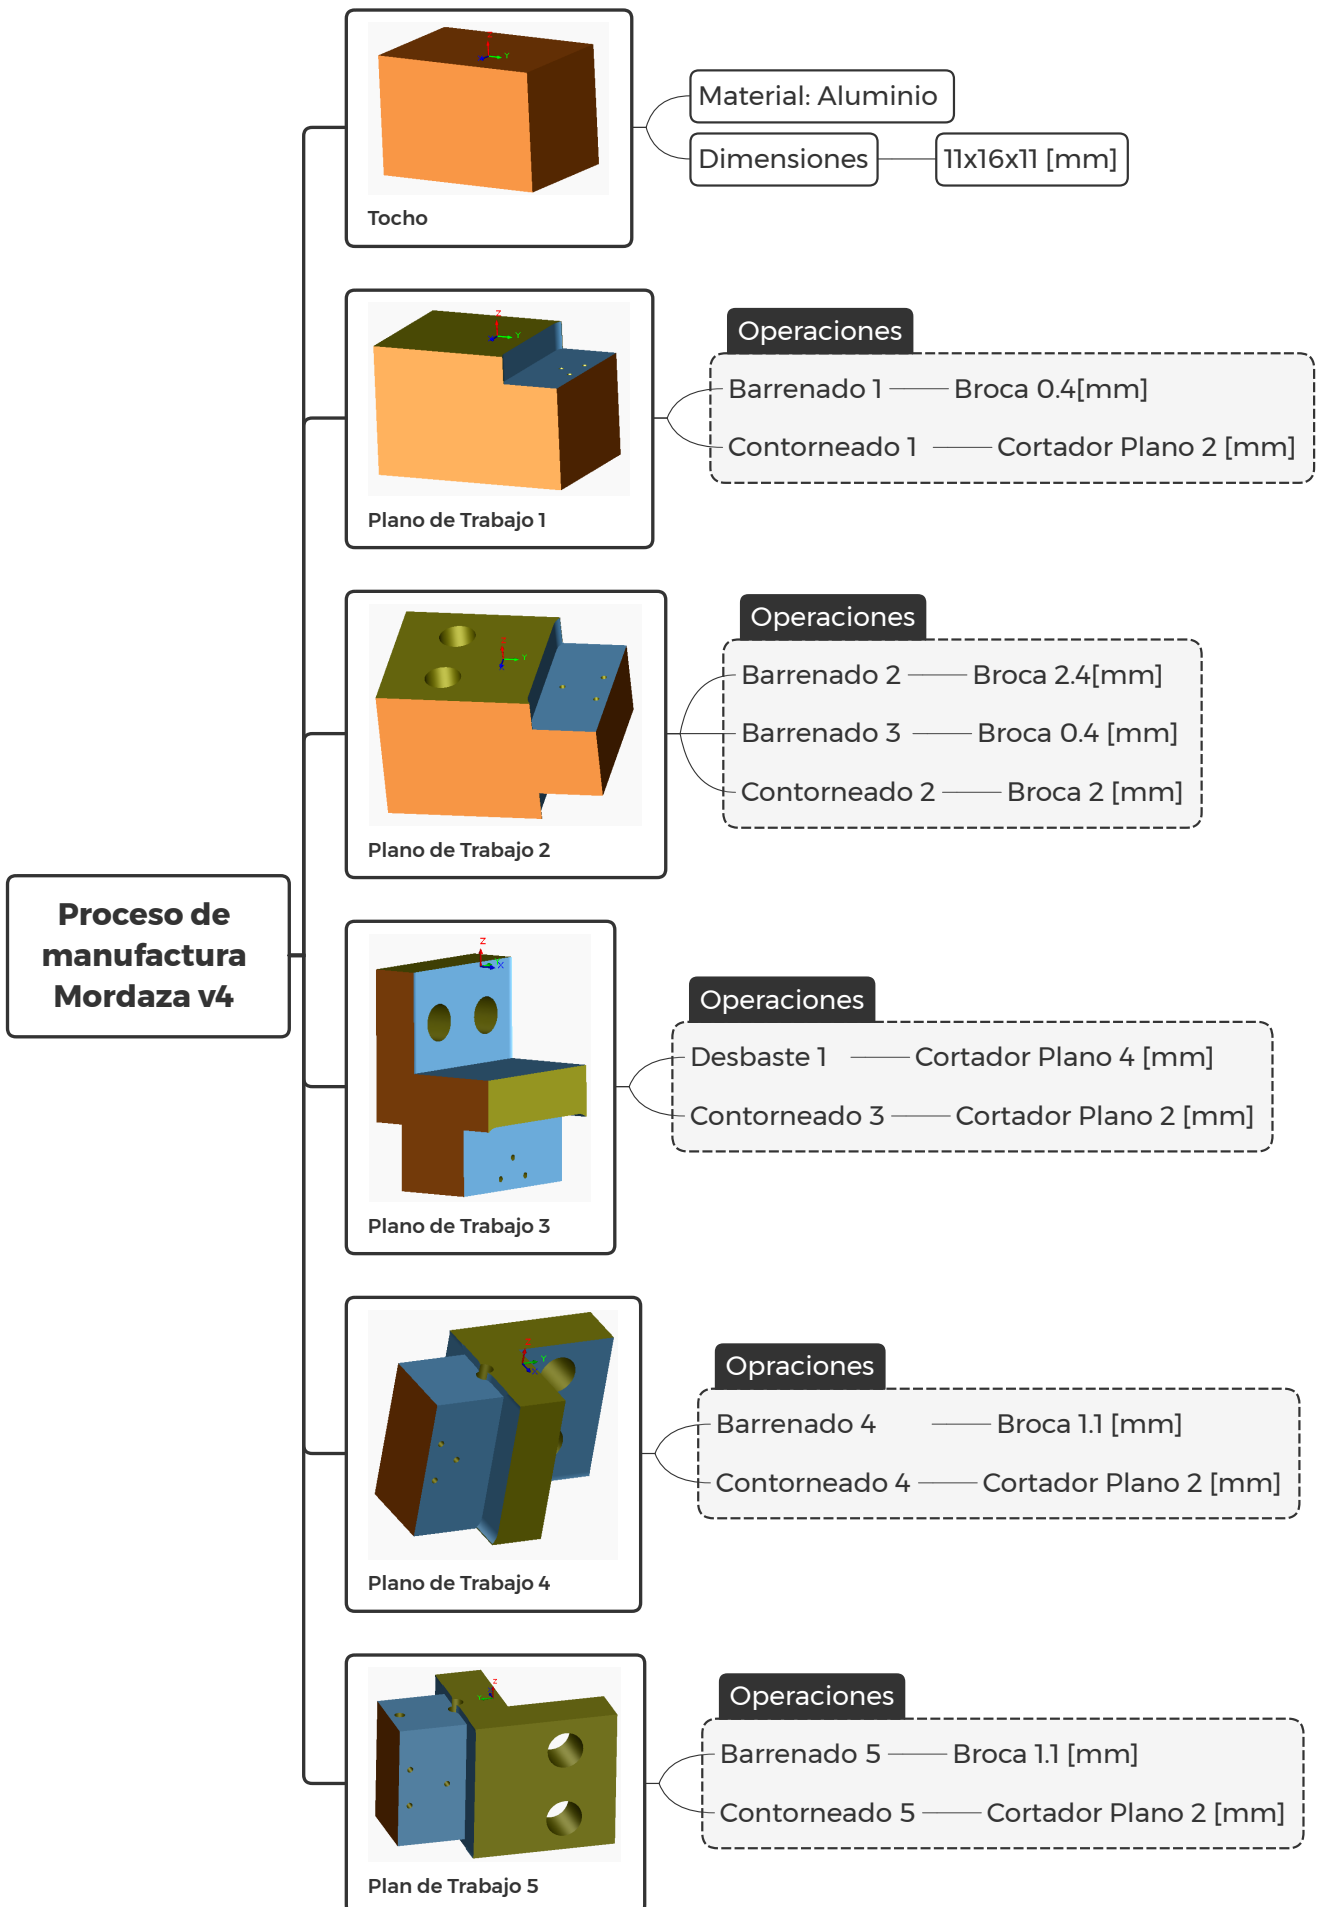 Proceso de
manufactura
Mordaza v4
Tocho
Material: Aluminio
Dimensiones
11x16x11 [mm]
Plano de Trabajo 1
Operaciones
Barrenado 1
Broca 0.4[mm]
Contorneado 1
Cortador Plano 2 [mm]
Plano de Trabajo 2
Operaciones
Barrenado 2
Broca 2.4[mm]
Barrenado 3
Broca 0.4 [mm]
Contorneado 2
Broca 2 [mm]
Z
X
Plano de Trabajo 3
Operaciones
Desbaste 1
Cortador Plano 4 [mm]
Contorneado 3
Cortador Plano 2 [mm]
Plano de Trabajo 4
Opraciones
Barrenado 4
Broca 1.1 [mm]
Contorneado 4
Cortador Plano 2 [mm]
Plan de Trabajo 5
Operaciones
Barrenado 5
Broca 1.1 [mm]
Contorneado 5
Cortador Plano 2 [mm]